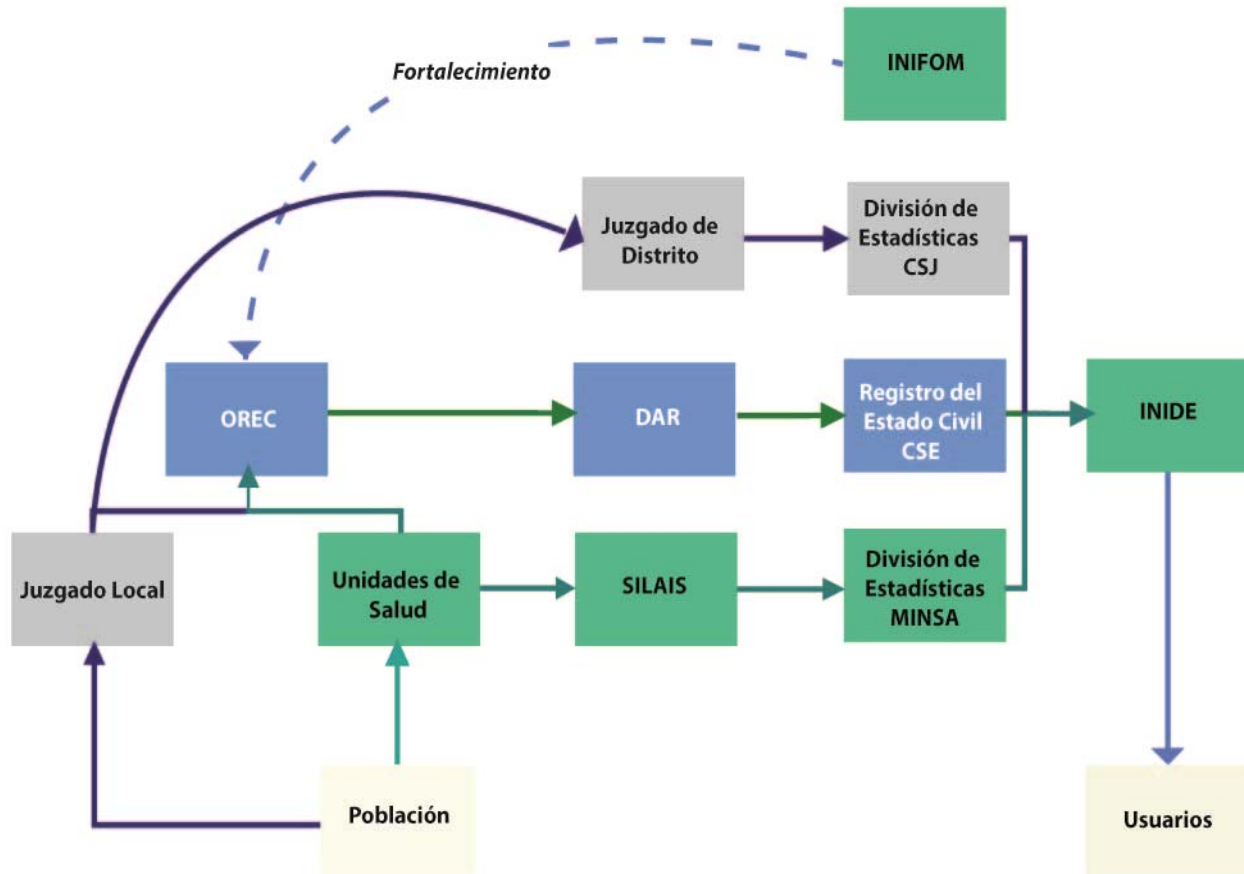 INIFOM
Fortalecimiento
Juzgado de
Distrito
División de
Estadísticas
CSJ
OREC
DAR
Registro del
Estado Civil
CSE
INIDE
Juzgado Local
Unidades de
Salud
SILAIS
División de
Estadísticas
MINSA
Población
Usuarios